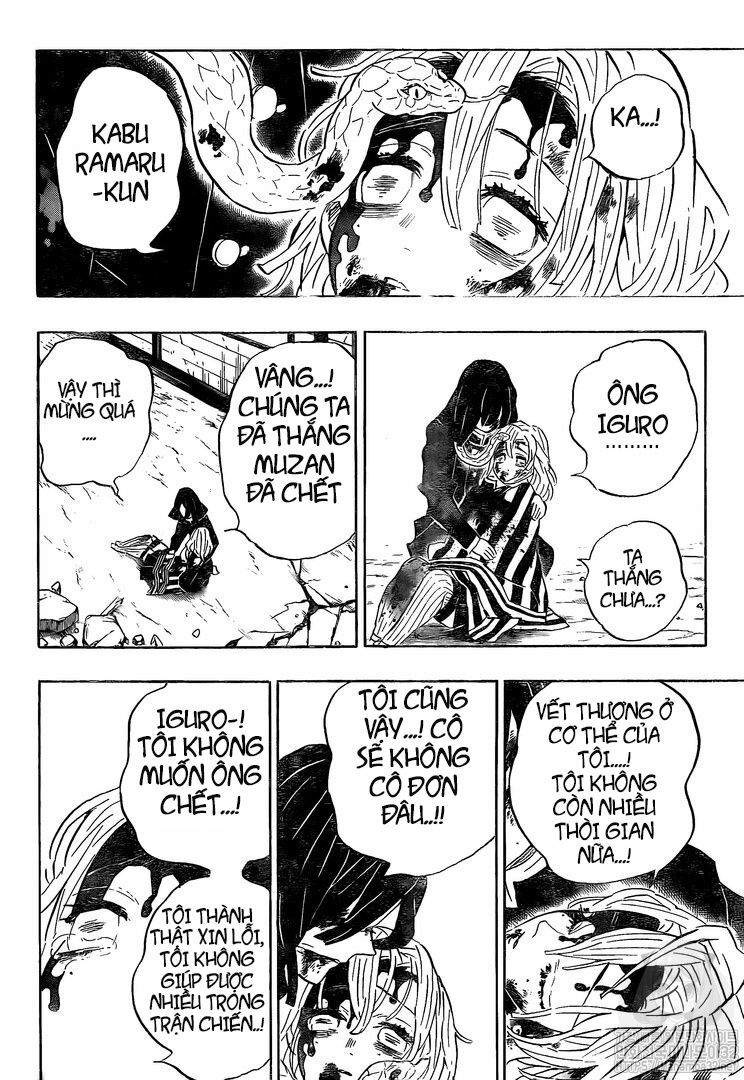 KA...!
KABU
RAMARU
-KUN
ÔNG
IGURO
.........
TA
THẮNG
CHƯA...?
VÂNG...!
CHÚNG TA
ĐÃ THẮNG
MUZAN
ĐÃ CHẾT
VẬY THÌ
MỪNG QUÁ
....
VẾT THƯƠNG Ở
CƠ THỂ CỦA
TÔI....!
TÔI KHÔNG
CÒN NHIỀU
THỜI GIAN
NỮA...!
TÔI CŨNG
VẬY...! CÔ
SẼ KHÔNG
CÔ ĐƠN
ĐÂU..!!
IGURO-!
TÔI KHÔNG
MUỐN ÔNG
CHẾT...!
TÔI THÀNH
THẬT XIN LỖI,
TÔI KHÔNG
GIÚP ĐƯỢC
NHIỀU TRONG
TRẬN CHIẾN..!